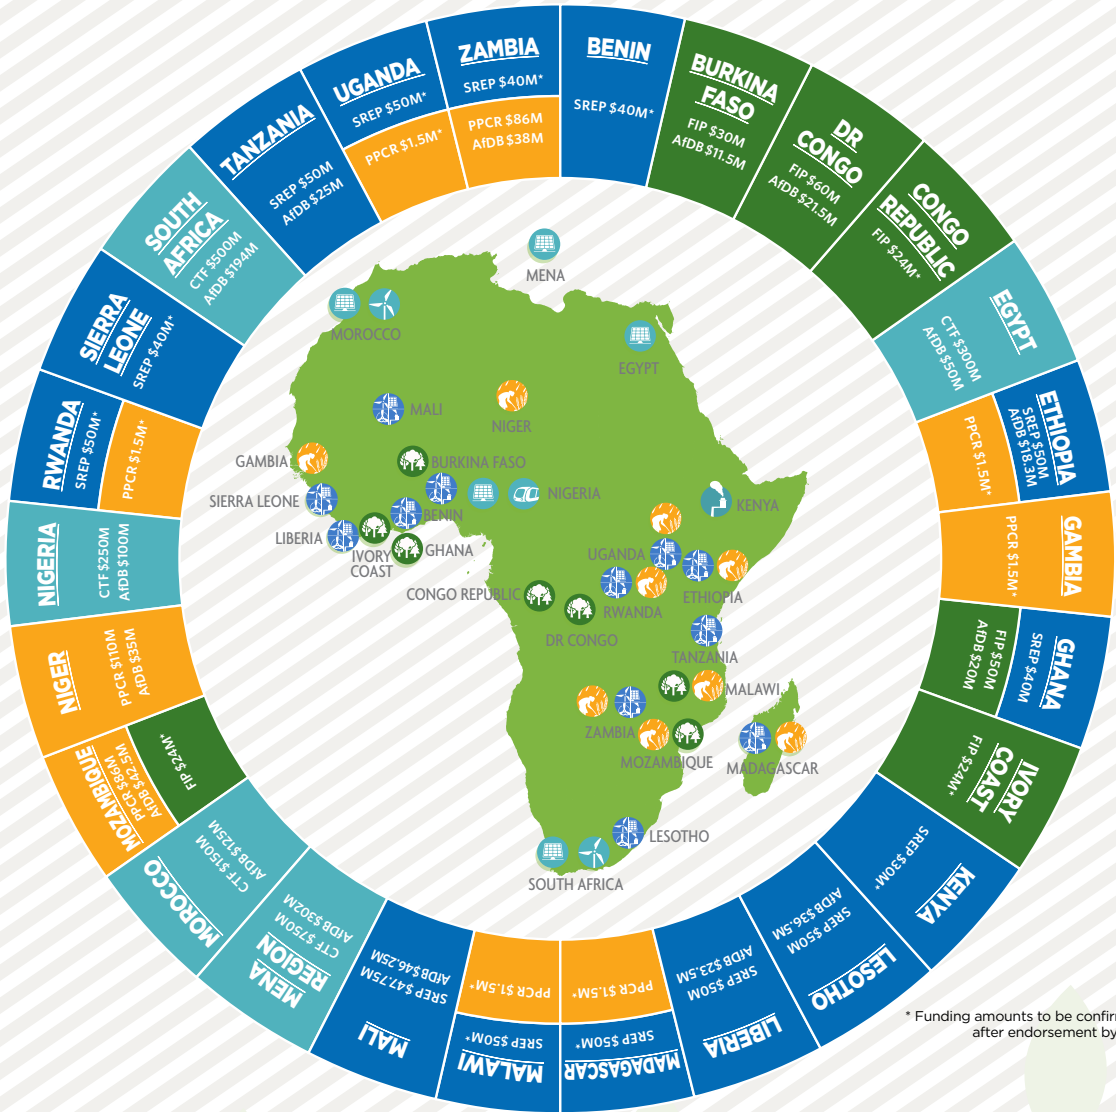 BENIN
SREP $40M*
BURKINA
FASO
FIP $30M
AfDB $11.5M
DR
CONGO
FIP $60M
AfDB $21.5M
CONGO
REPUBLIC
FIP $24M*
EGYPT
CTF $300M
AfDB $50M
ETHIOPIA
SREP $50M
AfDB $18.3M
PPCR $1.5M*
GAMBIA
PPCR $1.5M*
GHANA
SREP $40M
FIP $50M
AfDB $20M
IVORY
COAST
FIP $24M*
KENYA
SREP $30M*
LESOTHO
SREP $50M
AfDB $36.5M
LIBERIA
SREP $50M
AfDB $23.5M
MADAGASCAR
SREP $50M*
PPCR $1.5M*
MALAWI
SREP $50M*
PPCR $1.5M*
MALI
SREP $47.75M
AfDB $46.25M
MENA
REGION
CTF $750M
AfDB $302M
MOROCCO
CTF $150M
AfDB $125M
MOZAMBIQUE
PPCR $86M
AfDB $42.5M
FIP $24M*
NIGER
PPCR $110M
AfDB $35M
NIGERIA
CTF $250M
AfDB $100M
RWANDA
SREP $50M*
PPCR $1.5M*
SIERRA
LEONE
SREP $40M*
SOUTH
AFRICA
CTF $500M
AfDB $194M
TANZANIA
SREP $50M
AfDB $25M
UGANDA
SREP $50M*
PPCR $1.5M*
ZAMBIA
SREP $40M*
PPCR $86M
AfDB $38M
MENA
MOROCCO
EGYPT
MALI
NIGER
GAMBIA
BURKINA FASO
SIERRA LEONE
NIGERIA
KENYA
BENIN
LIBERIA
IVORY
COAST
GHANA
UGANDA
CONGO REPUBLIC
RWANDA
ETHIOPIA
DR CONGO
TANZANIA
MALAWI
ZAMBIA
MOZAMBIQUE
MADAGASCAR
LESOTHO
SOUTH AFRICA
* Funding amounts to be confir
after endorsement by